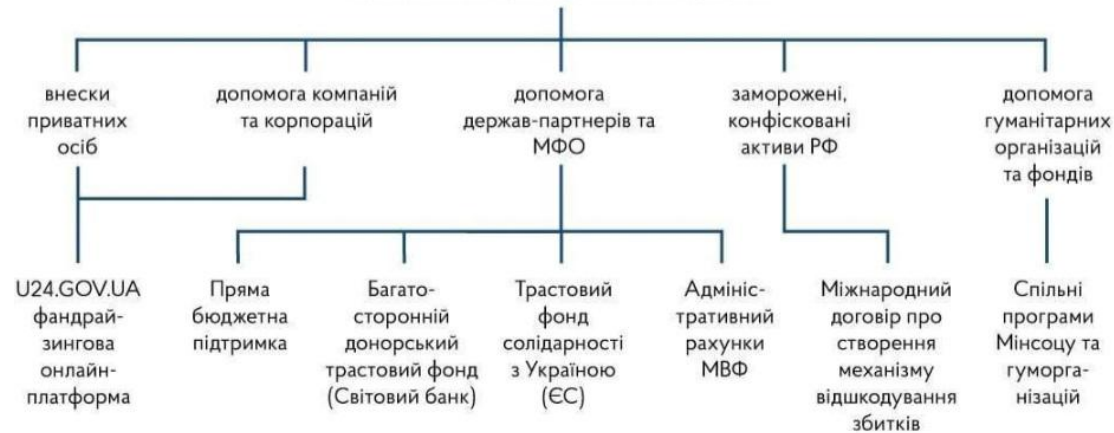 внески
приватних
осіб
допомога компаній
та корпорацій
допомога
держав-партнерів та
МФО
заморожені,
конфісковані
активи РФ
допомога
гуманітарних
організацій
та фондів
U24.GOV.UA
фандрай-
зингова
онлайн-
платформа
Пряма
бюджетна
підтримка
Багато-
сторонній
донорський
трастовий фонд
(Світовий банк)
Трастовий
фонд
солідарності
з Україною
(ЄС)
Адмініс-
тративний
рахунки
МВФ
Міжнародний
договір про
створення
механізму
відшкодування
збитків
Спільні
програми
Мінсоцу та
гуморга-
нізацій